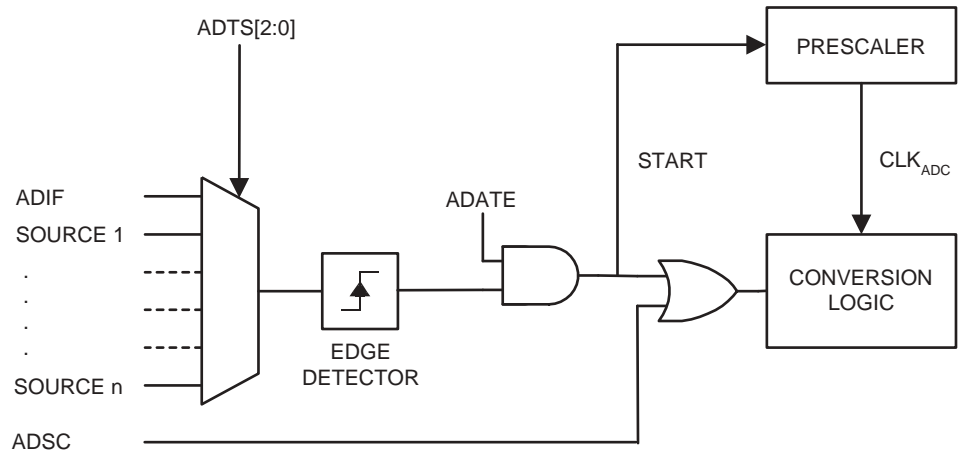 ADTS[2:0]
PRESCALER
START
CLKADC
ADIF
ADATE
SOURCE 1
.
.
.
.
CONVERSION
LOGIC
EDGE
DETECTOR
SOURCE n
ADSC